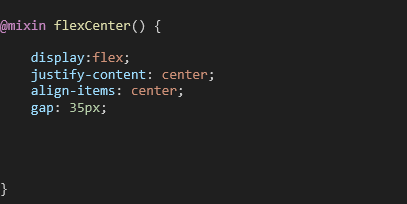 @mixin flexCenter() {
display:flex;
justify-content: center;
align-items: center;
gap: 35px;
}